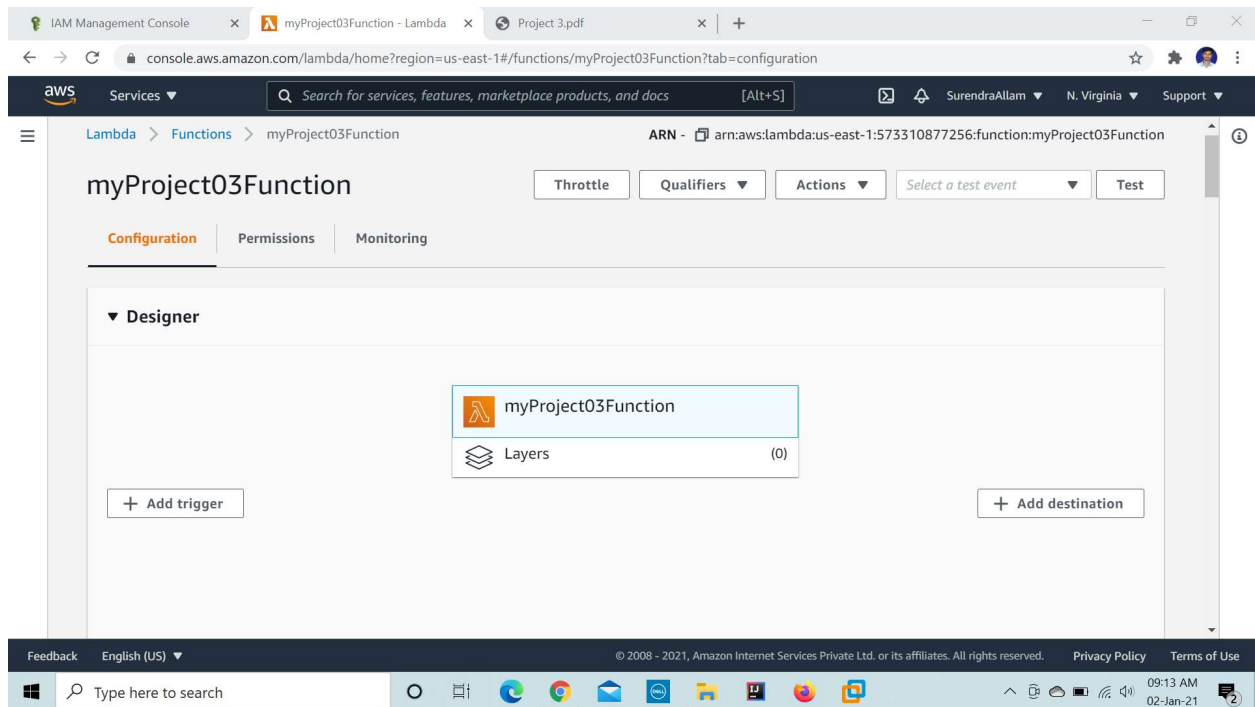 IAM Management Console
myProject03Function - Lambda
Project 3.pdf
console.aws.amazon.com/lambda/home?region=us-east-1#/functions/myProject03Function?tab=configuration
aws Services ▼ Search for services, features, marketplace products, and docs [Alt+S] SurendraAllam ▼ N. Virginia ▼ Support ▼
Lambda > Functions > myProject03Function
ARN - arn:aws:lambda:us-east-1:573310877256:function:myProject03Function
myProject03Function
Throttle Qualifiers ▼ Actions ▼ Select a test event ▼ Test
Configuration Permissions Monitoring
▼ Designer
myProject03Function
Layers (0)
+ Add trigger
+ Add destination
Feedback English (US) ▼ © 2008 - 2021, Amazon Internet Services Private Ltd. or its affiliates. All rights reserved. Privacy Policy Terms of Use
Type here to search
DELL
IJ
09:13 AM
02-Jan-21
2